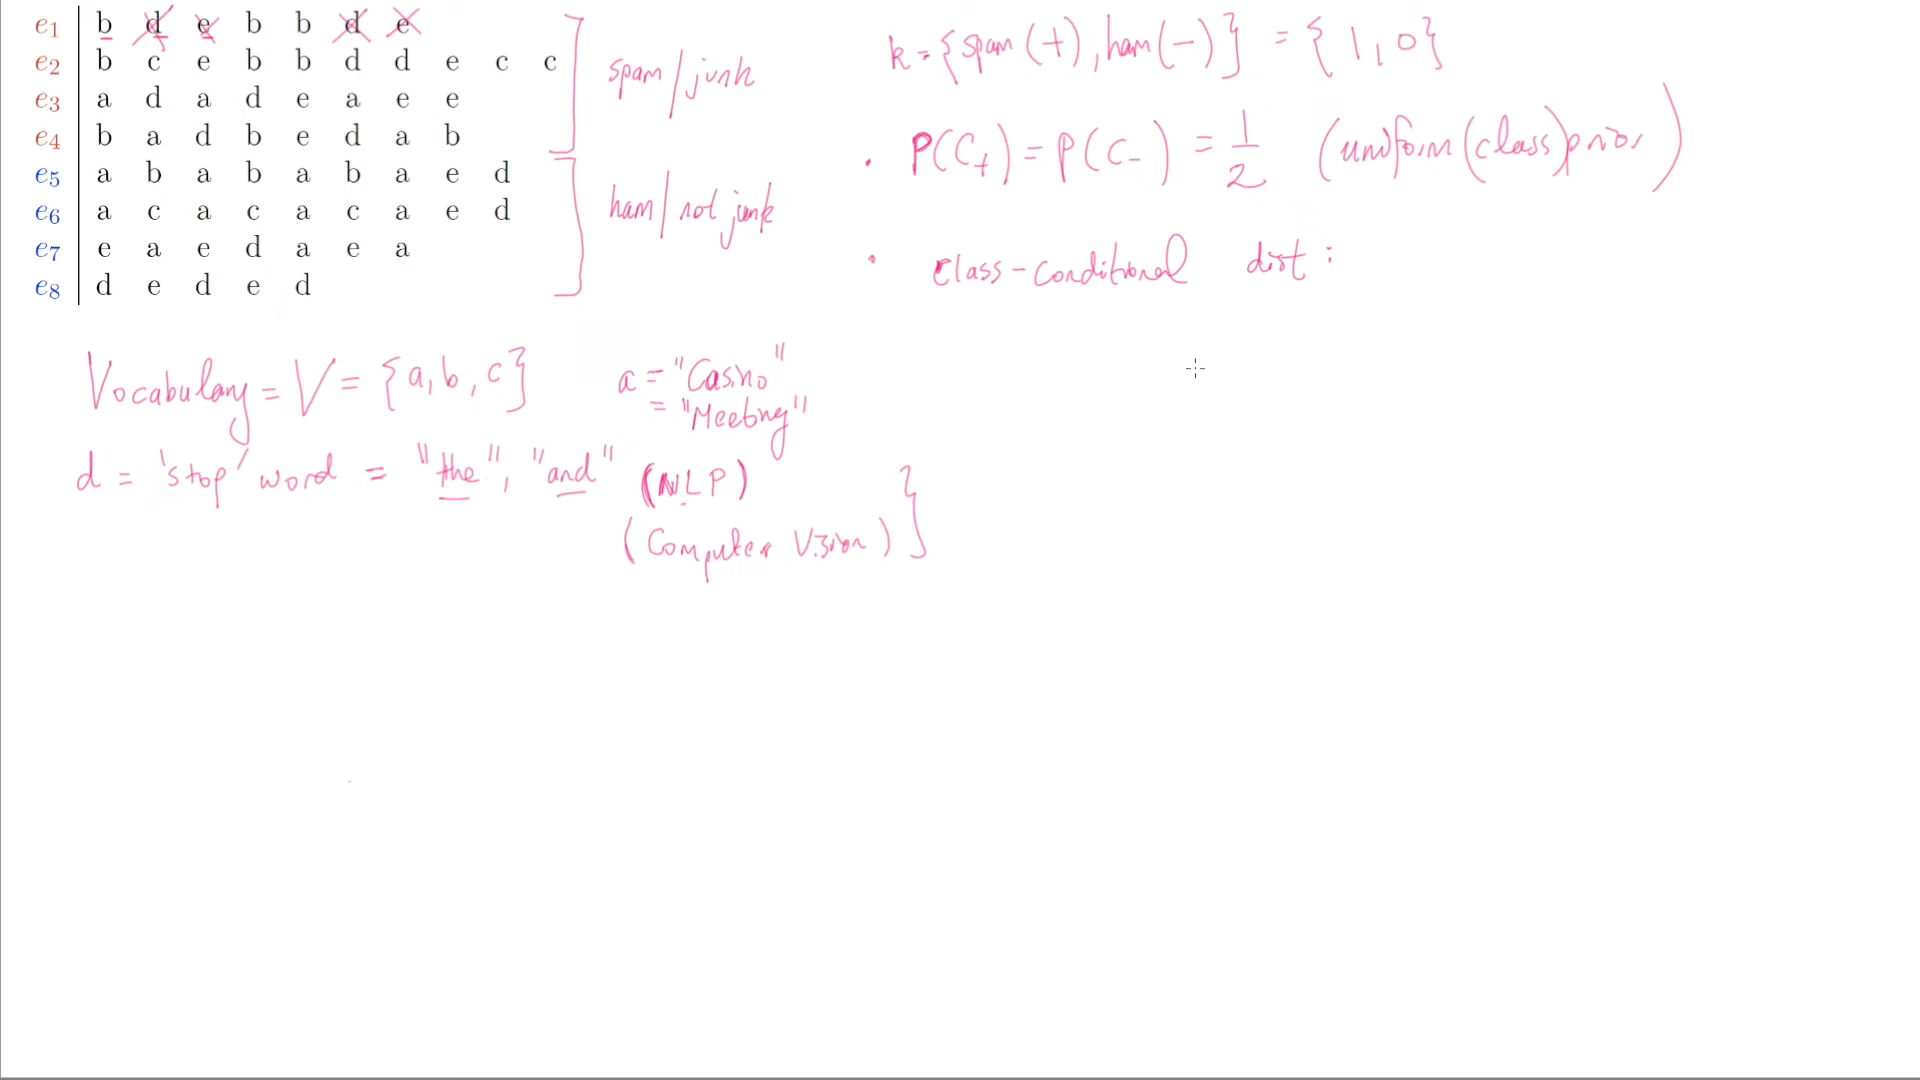 e1 b d e b b d e
e2 b c e b b d d e c c
e3 a d a d e a e e
e4 b a d b e d a b
e5 a b a b a b a e d
e6 a c a c a c a e d
e7 e a e d a e a
e8 d e d e d
spam/junk
ham/not junk
Vocabulary = V = {a, b, c}
a = "Casino"
= "Meeting"
d = 'stop' word = "the", "and" (NLP)
(Computer Vision) }
k = {spam (+), ham (-)} = {1, 0}
• P(C+) = P(C-) = 1/2 (uniform (class) prior)
• class-conditional dist :